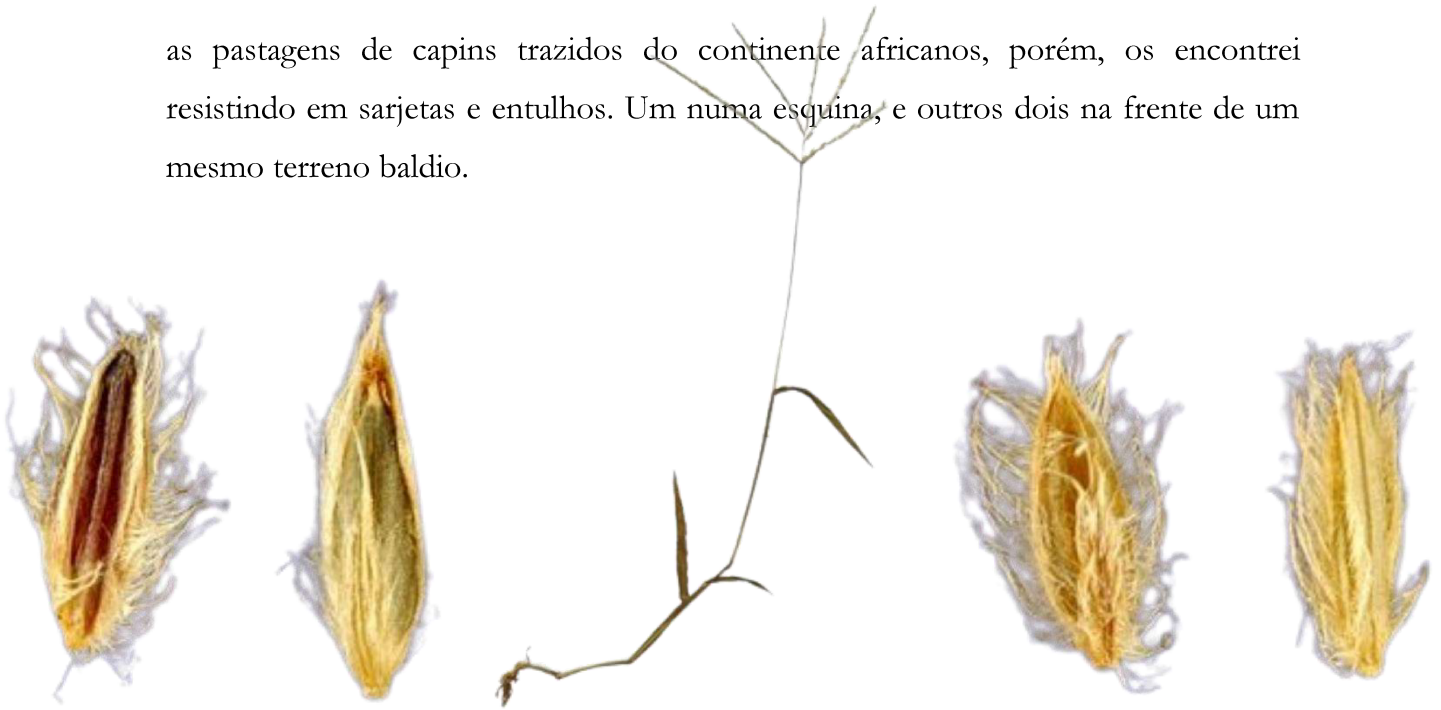 as pastagens de capins trazidos do continente africanos, porém, os encontrei
resistindo em sarjetas e entulhos. Um numa esquina, e outros dois na frente de um
mesmo terreno baldio.